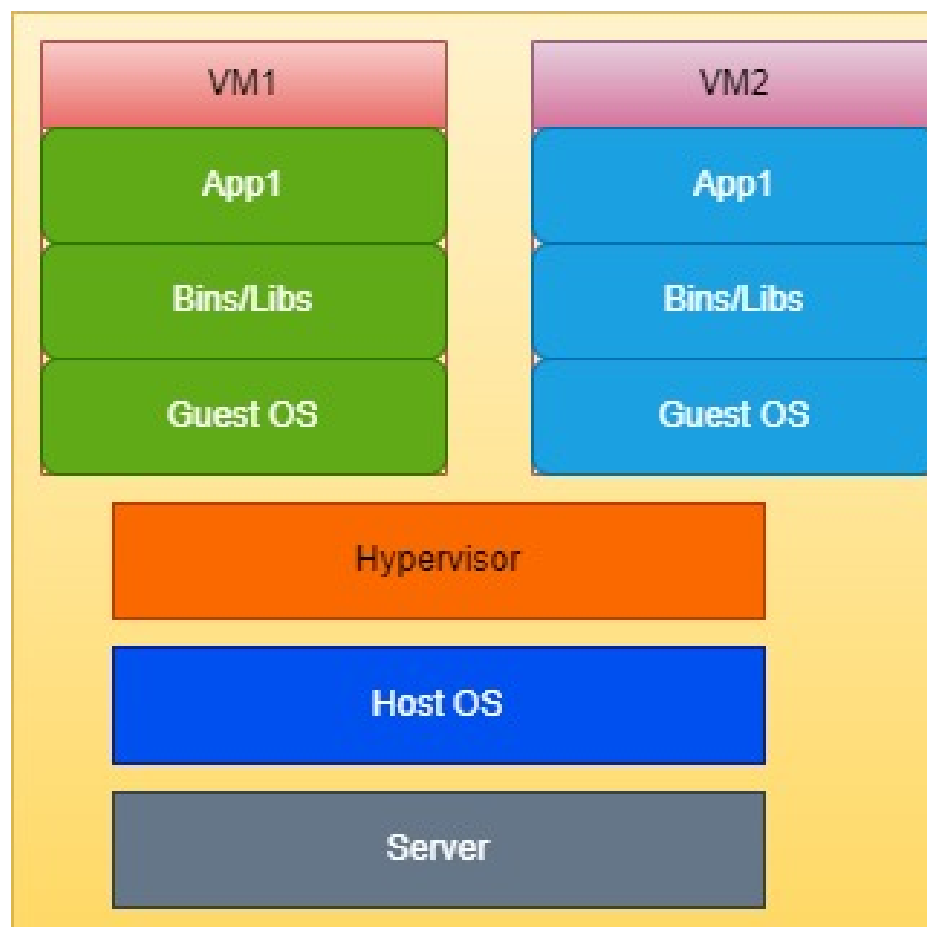 VM1
VM2
App1
App1
Bins/Libs
Bins/Libs
Guest OS
Guest OS
Hypervisor
Host OS
Server